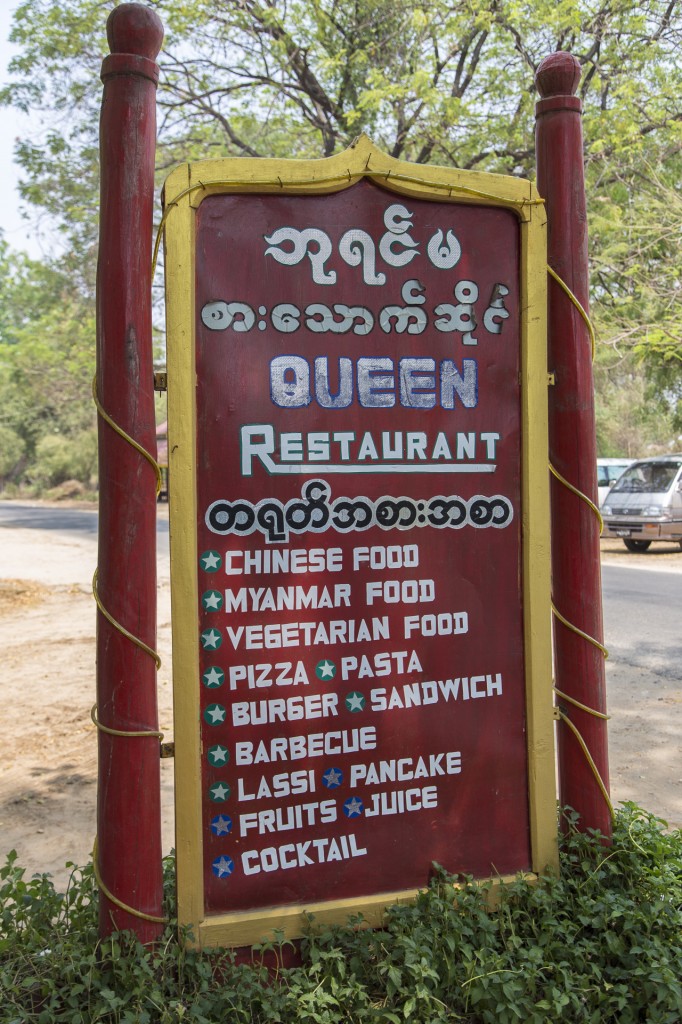 ဘုရင်မ
စားသောက်ဆိုင်
QUEEN
RESTAURANT
တရုတ်အစားအစာ
CHINESE FOOD
MYANMAR FOOD
VEGETARIAN FOOD
PIZZA PASTA
BURGER SANDWICH
BARBECUE
LASSI PANCAKE
FRUITS JUICE
COCKTAIL